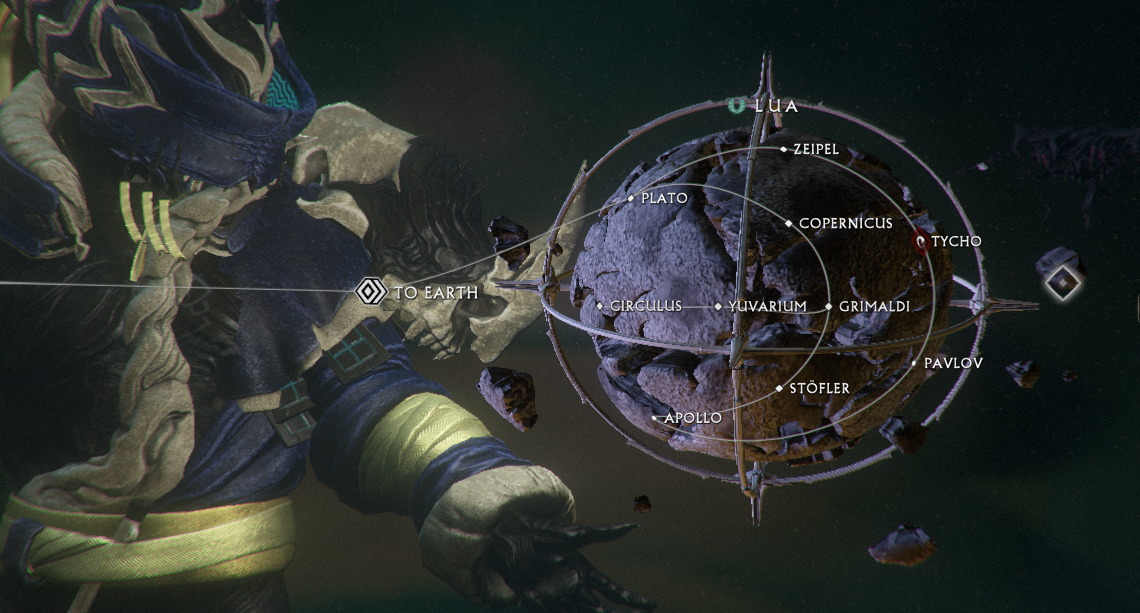 LUA
ZEIPEL
PLATO
COPERNICUS
TYCHO
TO EARTH
CIRCULUS
YUVARIUM
GRIMALDI
PAVLOV
STÖFLER
APOLLO